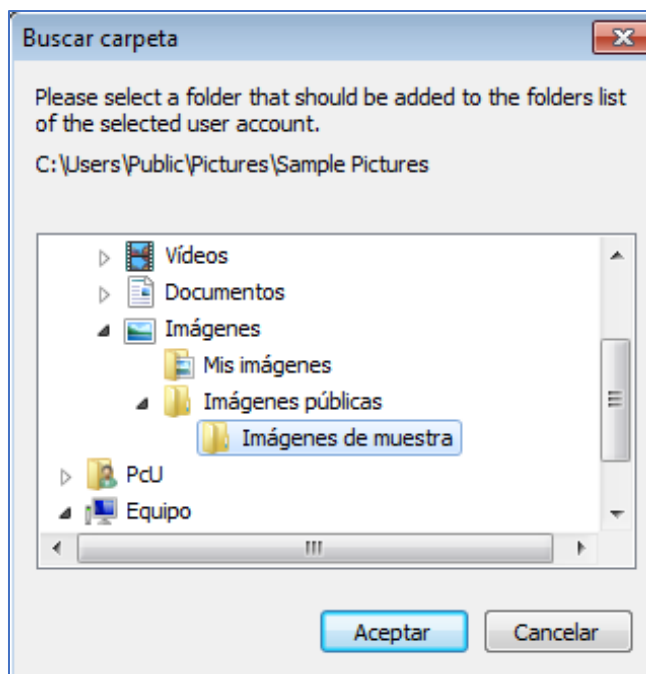 Buscar carpeta
Please select a folder that should be added to the folders list
of the selected user account.
C:\Users\Public\Pictures\Sample Pictures
Vídeos
Documentos
Imágenes
Mis imágenes
Imágenes públicas
Imágenes de muestra
PcU
Equipo
Aceptar Cancelar